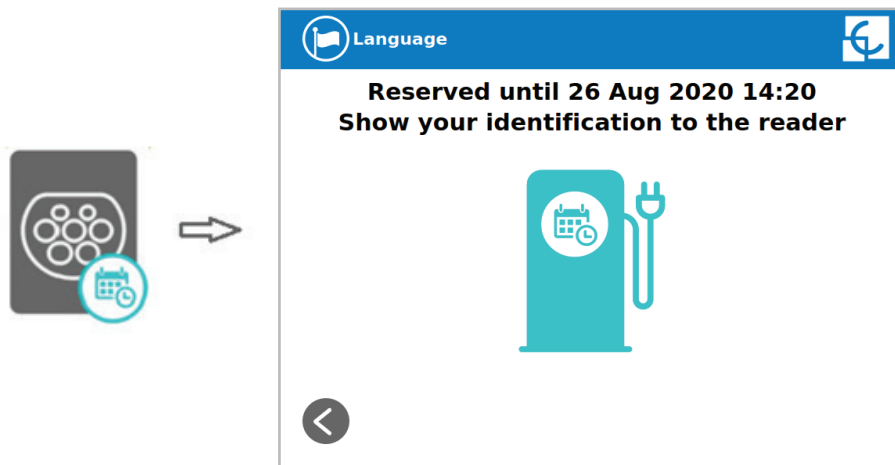 Language
Reserved until 26 Aug 2020 14:20
Show your identification to the reader